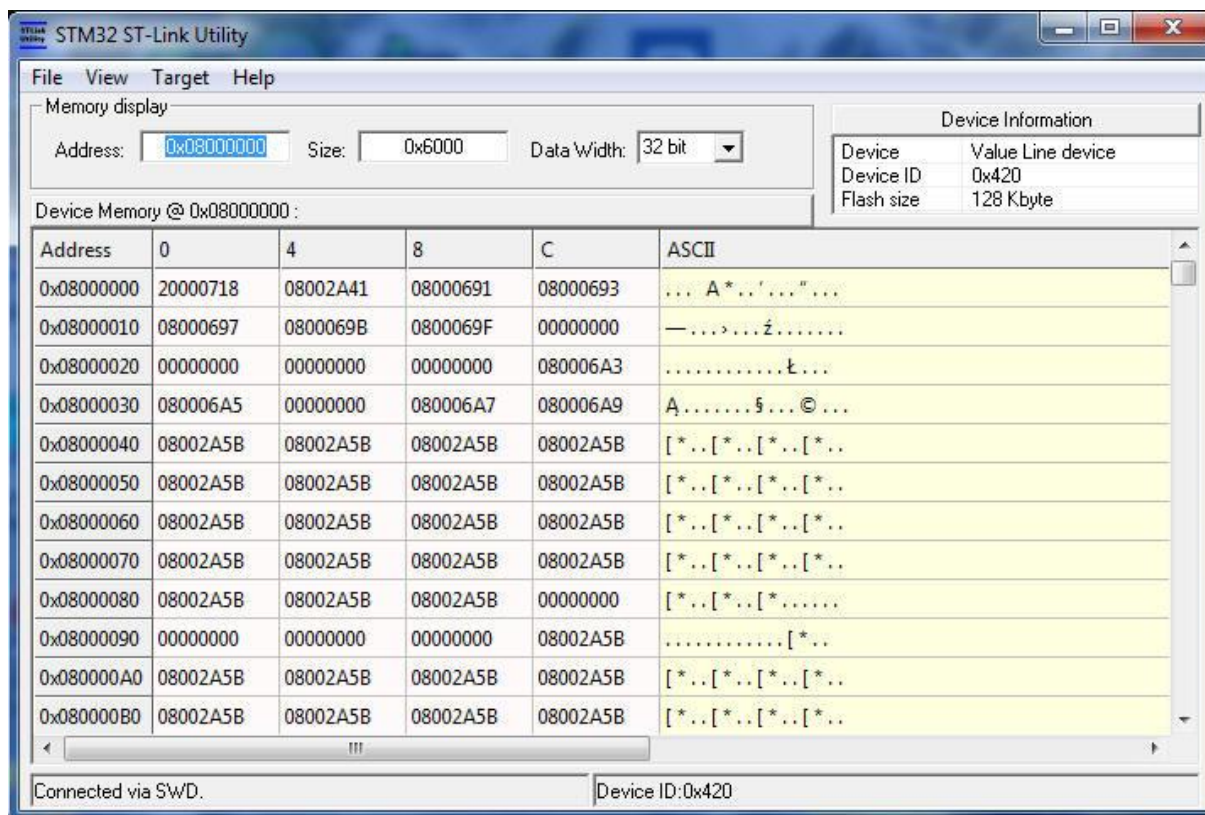 STM32 ST-Link Utility
File View Target Help
Memory display
Address: 0x08000000 Size: 0x6000 Data Width: 32 bit
Device Information
Device Value Line device
Device ID 0x420
Flash size 128 Kbyte
Device Memory @ 0x08000000 :
Address 0 4 8 C ASCII
0x08000000 20000718 08002A41 08000691 08000693 ... A*..'..."...
0x08000010 08000697 0800069B 0800069F 00000000 —...›...ź.......
0x08000020 00000000 00000000 00000000 080006A3 ............Ł...
0x08000030 080006A5 00000000 080006A7 080006A9 Ą.......§...©...
0x08000040 08002A5B 08002A5B 08002A5B 08002A5B [*..[*..[*..[*..
0x08000050 08002A5B 08002A5B 08002A5B 08002A5B [*..[*..[*..[*..
0x08000060 08002A5B 08002A5B 08002A5B 08002A5B [*..[*..[*..[*..
0x08000070 08002A5B 08002A5B 08002A5B 08002A5B [*..[*..[*..[*..
0x08000080 08002A5B 08002A5B 08002A5B 00000000 [*..[*..[*......
0x08000090 00000000 00000000 00000000 08002A5B ............[*..
0x080000A0 08002A5B 08002A5B 08002A5B 08002A5B [*..[*..[*..[*..
0x080000B0 08002A5B 08002A5B 08002A5B 08002A5B [*..[*..[*..[*..
Connected via SWD. Device ID:0x420